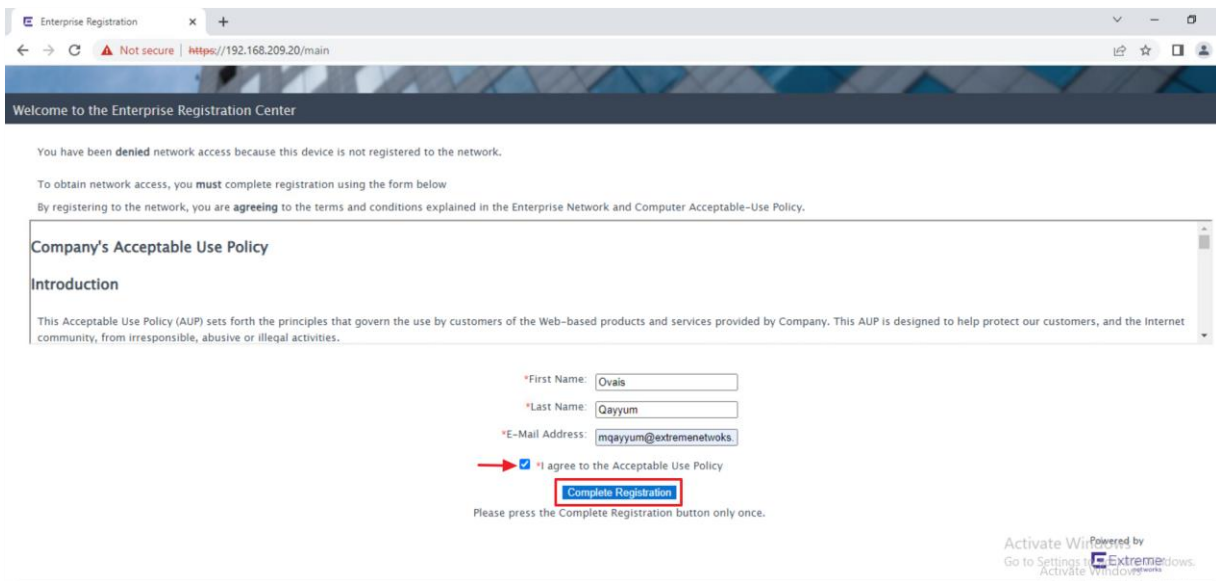 Enterprise Registration
Not secure | https://192.168.209.20/main
Welcome to the Enterprise Registration Center
You have been denied network access because this device is not registered to the network.
To obtain network access, you must complete registration using the form below
By registering to the network, you are agreeing to the terms and conditions explained in the Enterprise Network and Computer Acceptable-Use Policy.
Company's Acceptable Use Policy
Introduction
This Acceptable Use Policy (AUP) sets forth the principles that govern the use by customers of the Web-based products and services provided by Company. This AUP is designed to help protect our customers, and the Internet
community, from irresponsible, abusive or illegal activities.
*First Name: Ovais
*Last Name: Qayyum
*E-Mail Address: mqayyum@extremenetwoks.
*I agree to the Acceptable Use Policy
Complete Registration
Please press the Complete Registration button only once.
Powered by
Extreme
networks
Activate Windows
Go to Settings to
Activate Windows